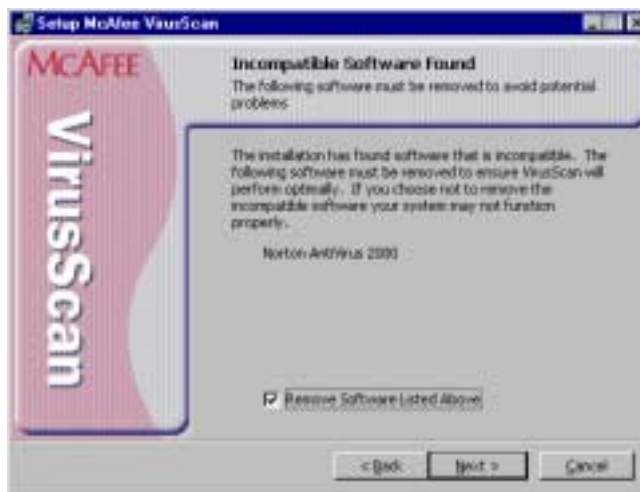 Setup McAfee VirusScan
McAFEE
VirusScan
Incompatible Software Found
The following software must be removed to avoid potential
problems
The installation has found software that is incompatible. The
following software must be removed to ensure VirusScan will
perform optimally. If you choose not to remove the
incompatible software your system may not function
properly.
Norton AntiVirus 2000
Remove Software Listed Above
< Back
Next >
Cancel